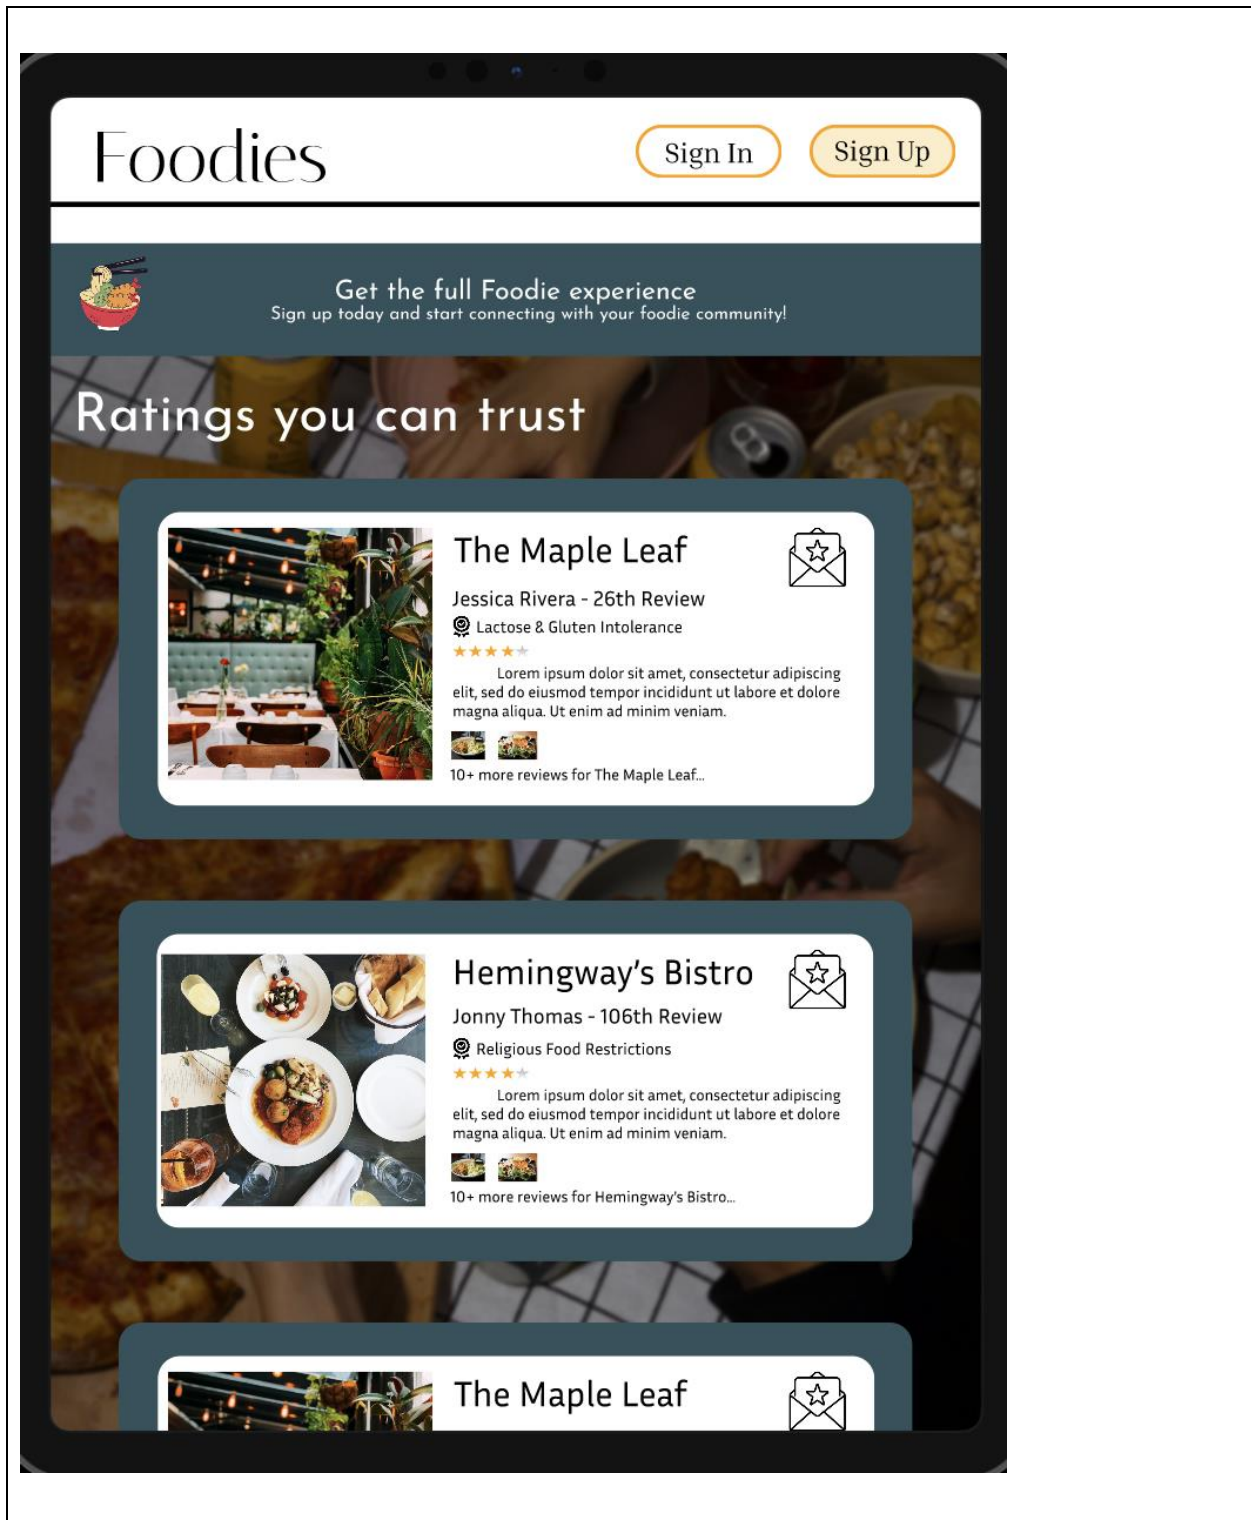 Foodies
Sign In
Sign Up
Get the full Foodie experience
Sign up today and start connecting with your foodie community!
Ratings you can trust
The Maple Leaf
Jessica Rivera - 26th Review
Lactose & Gluten Intolerance
Lorem ipsum dolor sit amet, consectetur adipiscing
elit, sed do eiusmod tempor incididunt ut labore et dolore
magna aliqua. Ut enim ad minim veniam.
10+ more reviews for The Maple Leaf...
Hemingway's Bistro
Jonny Thomas - 106th Review
Religious Food Restrictions
Lorem ipsum dolor sit amet, consectetur adipiscing
elit, sed do eiusmod tempor incididunt ut labore et dolore
magna aliqua. Ut enim ad minim veniam.
10+ more reviews for Hemingway's Bistro...
The Maple Leaf